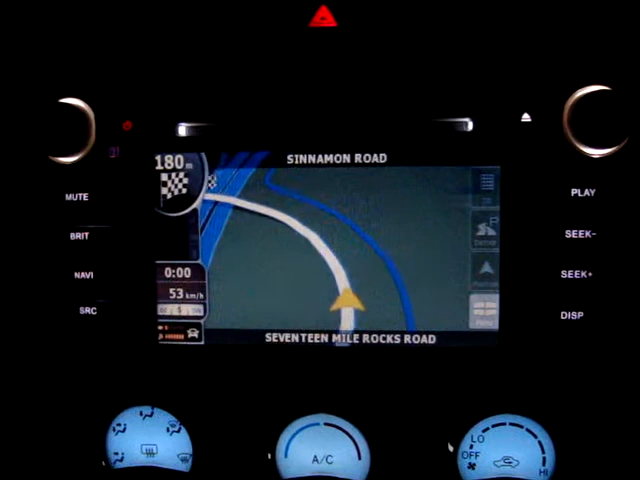 180 m
SINNAMON ROAD
MUTE
BRIT
NAVI
SRC
0:00
53 km/h
SEVENTEEN MILE ROCKS ROAD
PLAY
SEEK-
SEEK+
DISP
A/C
LO
OFF
HI